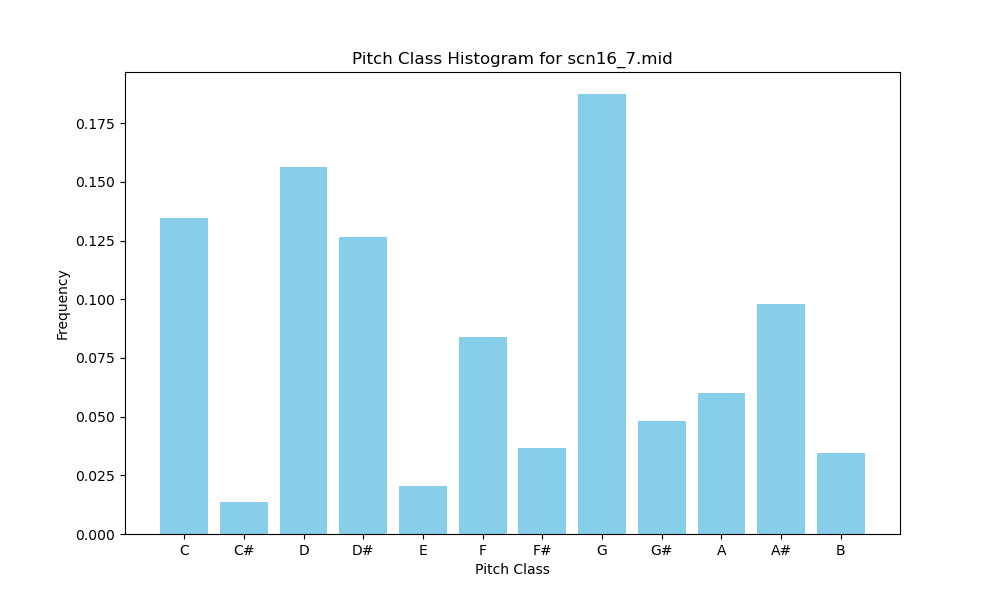 Pitch Class Histogram for scn16_7.mid
0.175
0.150
0.125
0.100
0.075
0.050
0.025
0.000
Frequency
C C# D D# E F F# G G# A A# B
Pitch Class